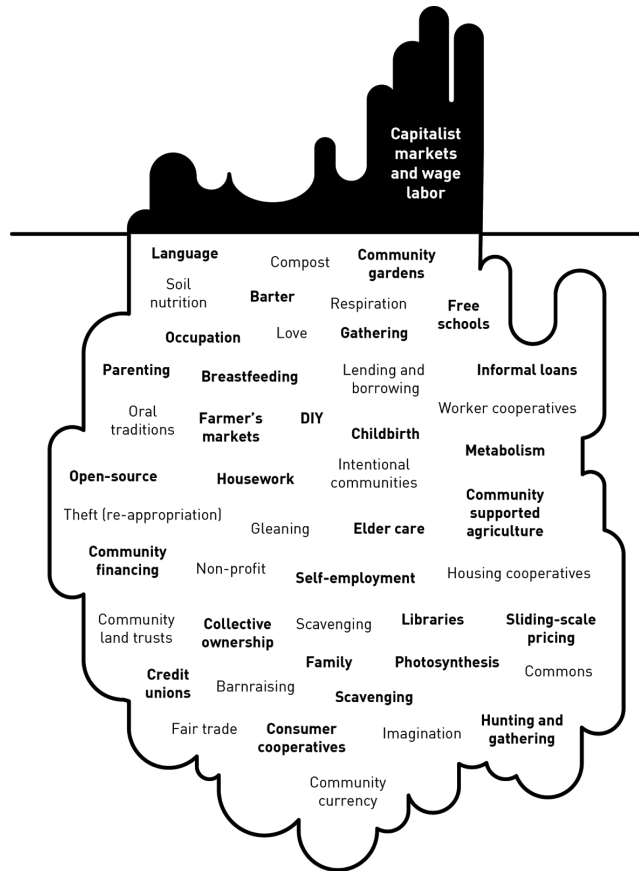 Capitalist
markets
and wage
labor
Language
Compost
Community
gardens
Soil
nutrition
Barter
Respiration
Free
schools
Occupation
Love
Gathering
Parenting
Breastfeeding
Lending and
borrowing
Informal loans
Oral
traditions
Farmer's
markets
DIY
Childbirth
Worker cooperatives
Metabolism
Open-source
Housework
Intentional
communities
Community
supported
agriculture
Theft (re-appropriation)
Gleaning
Elder care
Community
financing
Non-profit
Self-employment
Housing cooperatives
Community
land trusts
Collective
ownership
Scavenging
Libraries
Sliding-scale
pricing
Family
Photosynthesis
Commons
Credit
unions
Barnraising
Scavenging
Fair trade
Consumer
cooperatives
Imagination
Hunting and
gathering
Community
currency